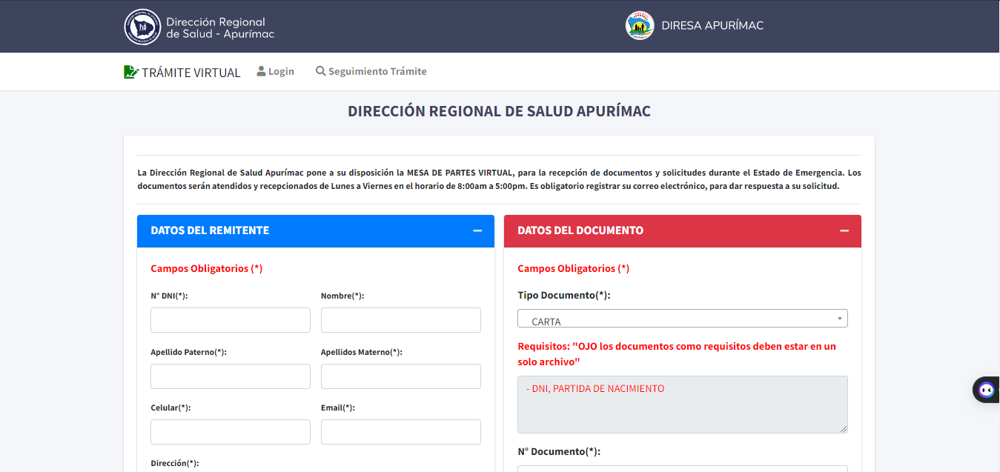 Dirección Regional
de Salud - Apurímac
DIRESA APURÍMAC
TRÁMITE VIRTUAL
Login
Seguimiento Trámite
DIRECCIÓN REGIONAL DE SALUD APURÍMAC
La Dirección Regional de Salud Apurímac pone a su disposición la MESA DE PARTES VIRTUAL, para la recepción de documentos y solicitudes durante el Estado de Emergencia. Los
documentos serán atendidos y recepcionados de Lunes a Viernes en el horario de 8:00am a 5:00pm. Es obligatorio registrar su correo electrónico, para dar respuesta a su solicitud.
DATOS DEL REMITENTE
Campos Obligatorios (*)
N° DNI(*):
Nombre(*):
Apellido Paterno(*):
Apellidos Materno(*):
Celular(*):
Email(*):
Dirección(*):
DATOS DEL DOCUMENTO
Campos Obligatorios (*)
Tipo Documento(*):
CARTA
Requisitos: "OJO los documentos como requisitos deben estar en un
solo archivo"
- DNI, PARTIDA DE NACIMIENTO
N° Documento(*):